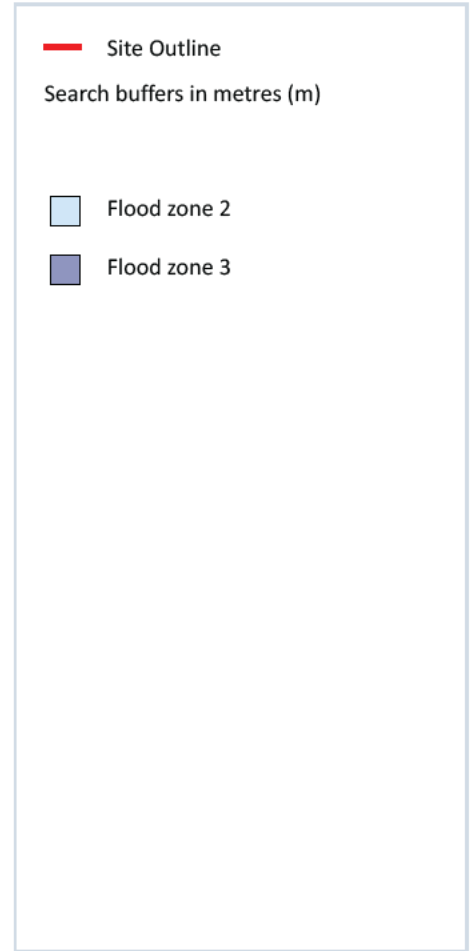 Site Outline
Search buffers in metres (m)
Flood zone 2
Flood zone 3